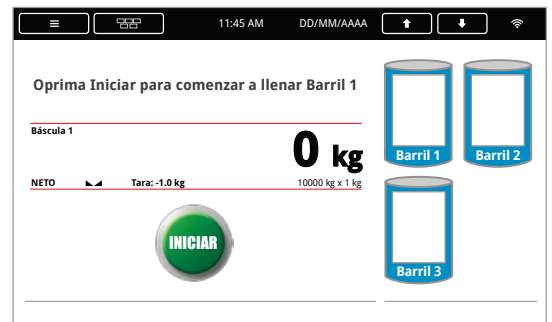 11:45 AM DD/MM/AAAA
Oprima Iniciar para comenzar a llenar Barril 1
Báscula 1
0 kg
NETO Tara: -1.0 kg 10000 kg x 1 kg
INICIAR
Barril 1 Barril 2
Barril 3